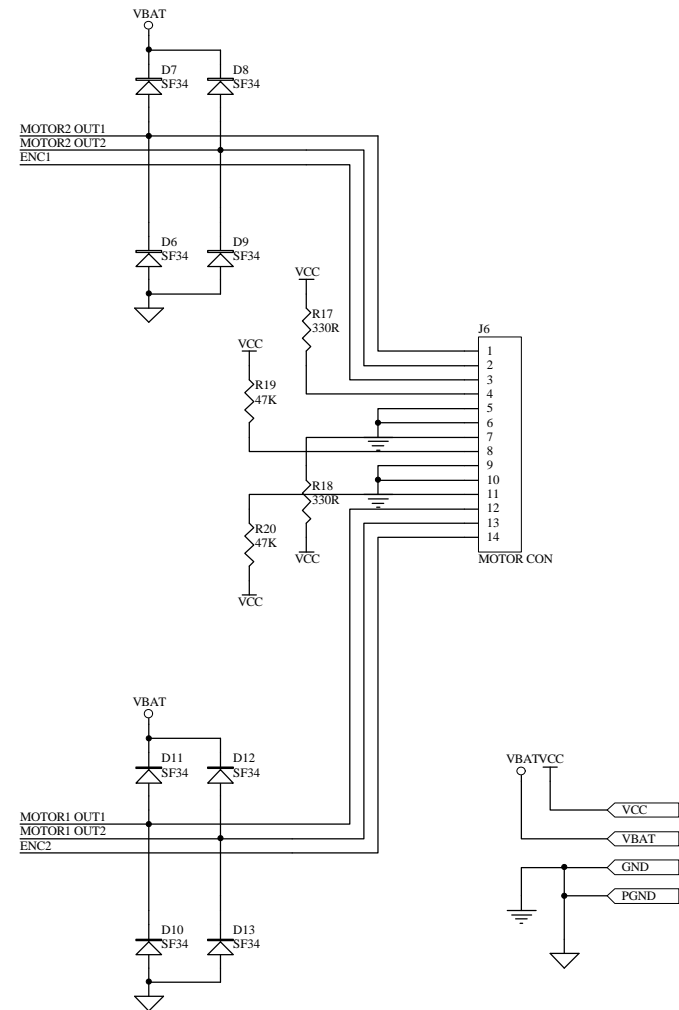 VBAT
D7
SF34
D8
SF34
MOTOR2 OUT1
MOTOR2 OUT2
ENC1
D6
SF34
D9
SF34
VCC
R17
330R
VCC
R19
47K
J6
1
2
3
4
5
6
7
8
9
10
11
12
13
14
MOTOR CON
R18
330R
VCC
R20
47K
VCC
VBAT
D11
SF34
D12
SF34
MOTOR1 OUT1
MOTOR1 OUT2
ENC2
D10
SF34
D13
SF34
VBATVCC
VCC
VBAT
GND
PGND